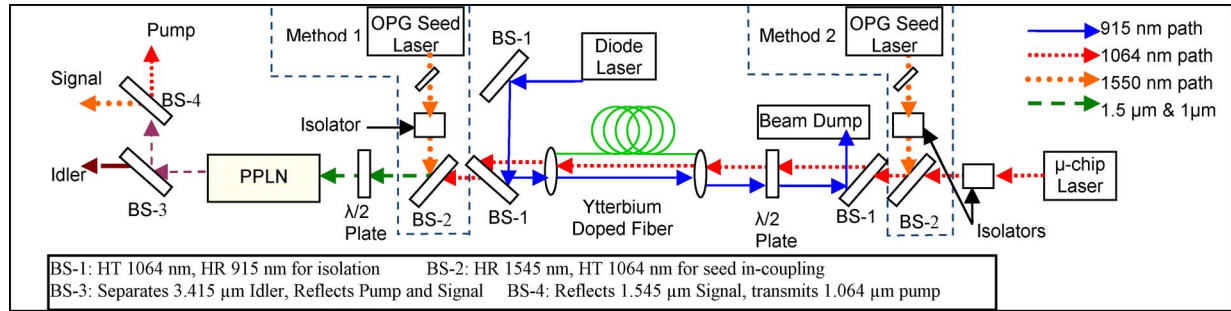 Pump
Signal
BS-4
Idler
BS-3
PPLN
λ/2
Plate
Method 1
OPG Seed
Laser
Isolator
BS-2
BS-1
BS-1
Diode
Laser
Ytterbium
Doped Fiber
Beam Dump
λ/2
Plate
BS-1
Method 2
OPG Seed
Laser
BS-2
Isolators
µ-chip
Laser
915 nm path
1064 nm path
1550 nm path
1.5 µm & 1µm
BS-1: HT 1064 nm, HR 915 nm for isolation BS-2: HR 1545 nm, HT 1064 nm for seed in-coupling
BS-3: Separates 3.415 µm Idler, Reflects Pump and Signal BS-4: Reflects 1.545 µm Signal, transmits 1.064 µm pump